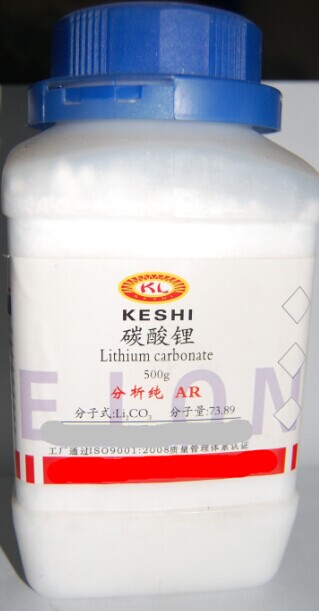 KL
KESHI
KESHI
碳酸锂
Lithium carbonate
500g
分析纯 AR
ELON
分子式:Li₂CO₃ 分子量:73.89
工厂通过ISO9001:2008质量管理体系认证